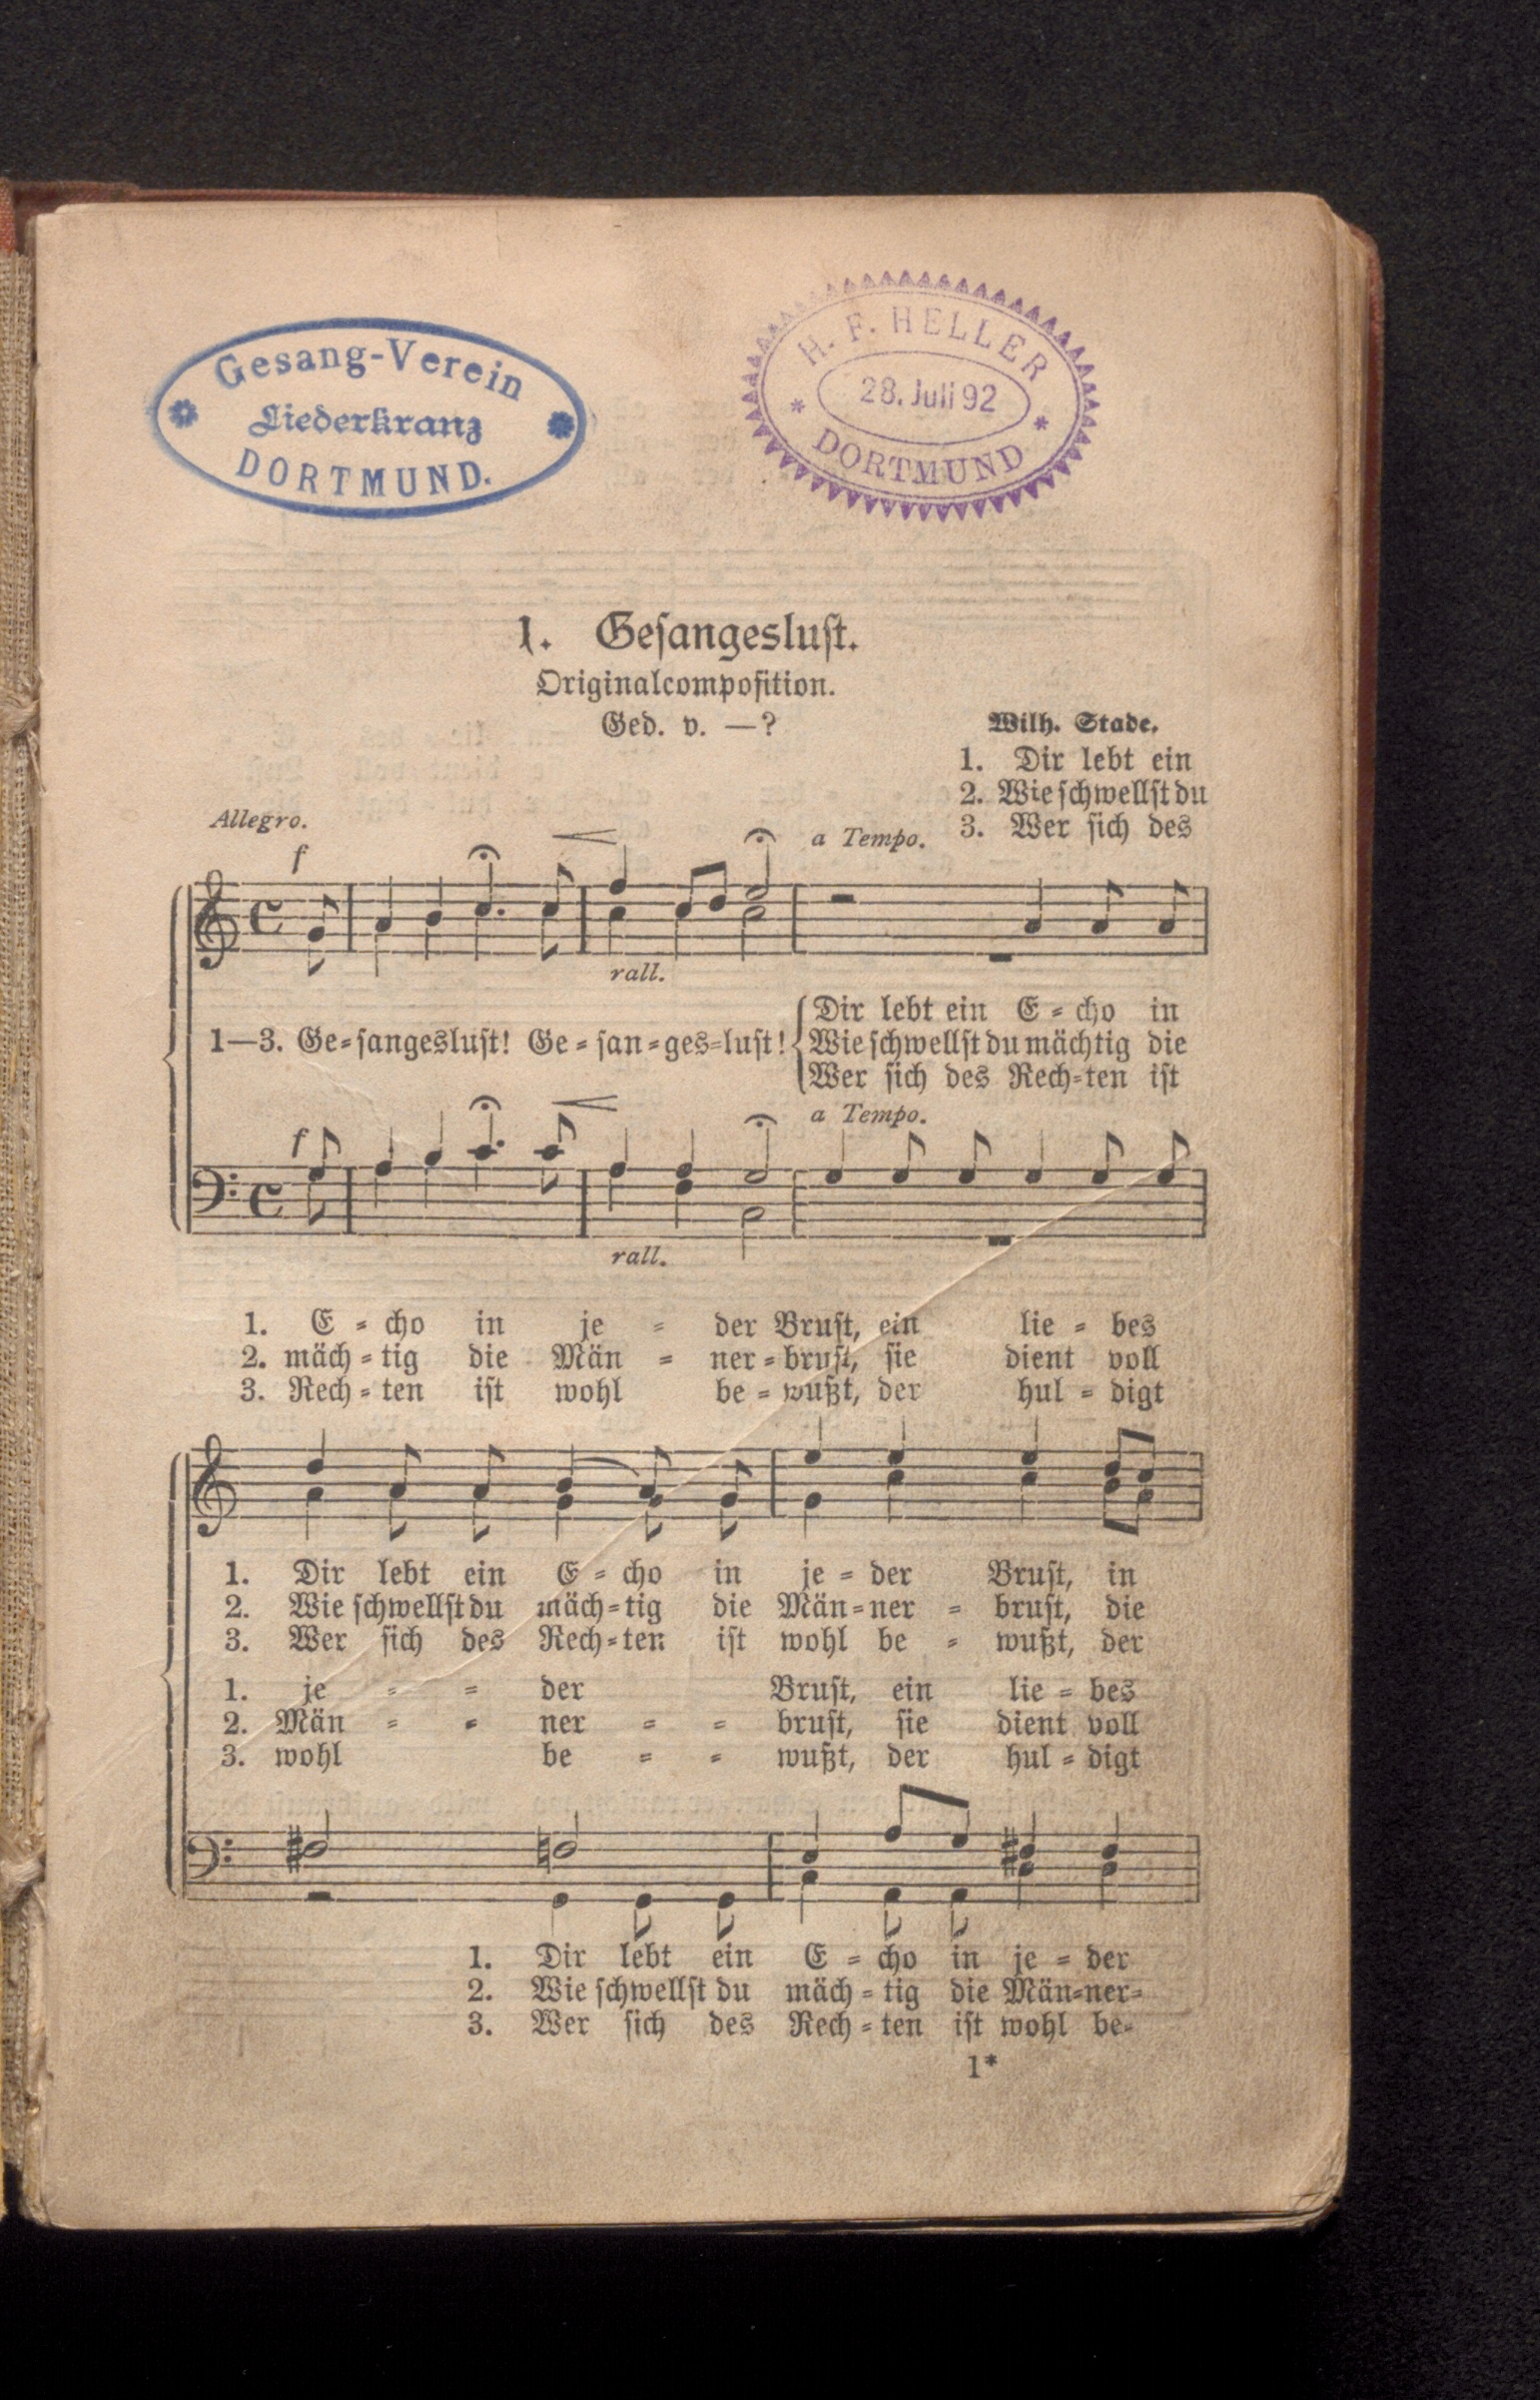 Gesang-Verein
Liederkranz
DORTMUND.
H. F. HELLER
28. Juli 92
DORTMUND
1. Gesangeslust.
Originalcomposition.
Ged. v. —?
Wilh. Stade.
1. Dir lebt ein
2. Wie schwellst du
3. Wer sich des
Allegro.
a Tempo.
f
rall.
Dir lebt ein E = cho in
1—3. Ge=sangeslust! Ge = san=ges=lust! Wie schwellst du mächtig die
Wer sich des Rech=ten ist
a Tempo.
f
rall.
1. E = cho in je = der Brust, ein lie = bes
2. mäch = tig die Män = ner = brust, sie dient voll
3. Rech = ten ist wohl be = wußt, der hul = digt
1. Dir lebt ein E = cho in je = der Brust, in
2. Wie schwellst du mäch = tig die Män = ner = brust, die
3. Wer sich des Rech = ten ist wohl be = wußt, der
1. je = = der Brust, ein lie = bes
2. Män = = ner = = brust, sie dient voll
3. wohl be = = wußt, der hul = digt
1. Dir lebt ein E = cho in je = der
2. Wie schwellst du mäch = tig die Män=ner=
3. Wer sich des Rech = ten ist wohl be=
1*